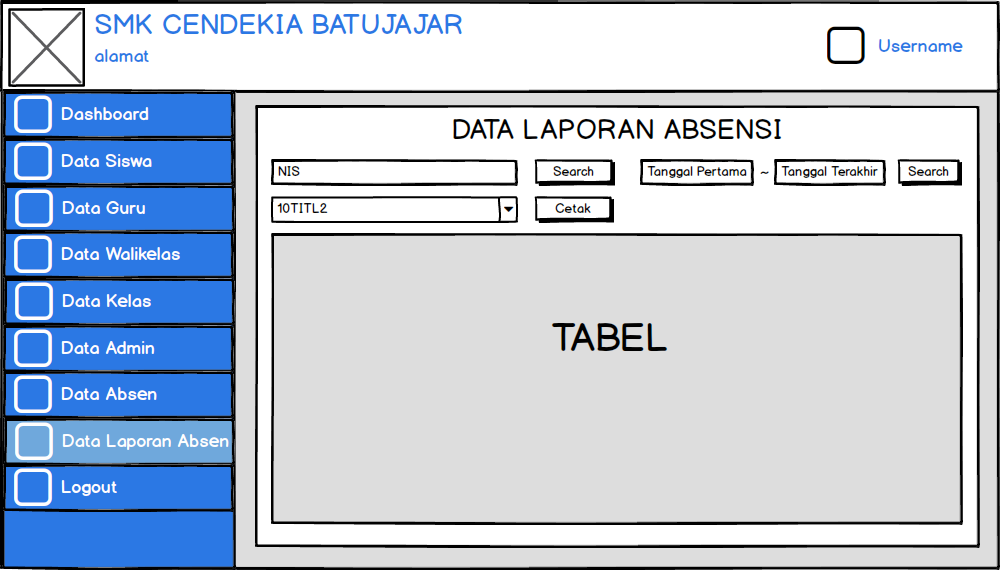 SMK CENDEKIA BATUJAJAR
alamat
Username
Dashboard
Data Siswa
Data Guru
Data Walikelas
Data Kelas
Data Admin
Data Absen
Data Laporan Absen
Logout
DATA LAPORAN ABSENSI
NIS Search Tanggal Pertama ~ Tanggal Terakhir Search
10TITL2 Cetak
TABEL